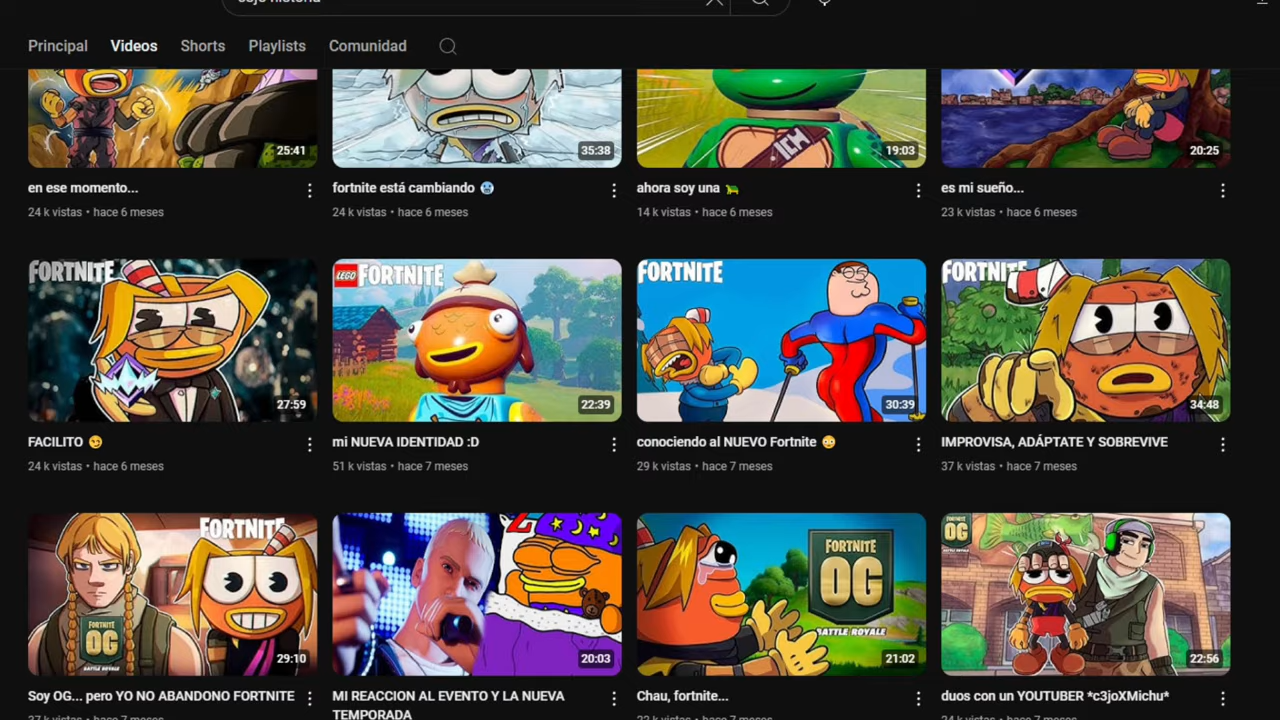 Principal Videos Shorts Playlists Comunidad
25:41 35:38 ICH 19:03 20:25
en ese momento... fortnite está cambiando 🥶 ahora soy una 🐢 es mi sueño...
24 k vistas • hace 6 meses 24 k vistas • hace 6 meses 14 k vistas • hace 6 meses 23 k vistas • hace 6 meses
FORTNITE LEGO FORTNITE FORTNITE FORTNITE
27:59 22:39 30:39 34:48
FACILITO 😏 mi NUEVA IDENTIDAD :D conociendo al NUEVO Fortnite 😳 IMPROVISA, ADÁPTATE Y SOBREVIVE
24 k vistas • hace 6 meses 51 k vistas • hace 7 meses 29 k vistas • hace 7 meses 37 k vistas • hace 7 meses
FORTNITE FORTNITE OG BATTLE ROYALE FORTNITE OG BATTLE ROYALE OG
29:10 20:03 21:02 22:56
Soy OG... pero YO NO ABANDONO FORTNITE MI REACCION AL EVENTO Y LA NUEVA Chau, fortnite... duos con un YOUTUBER *c3joXMichu*
TEMPORADA